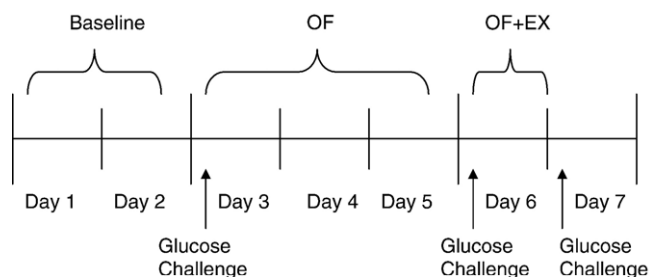 Baseline OF OF+EX
Day 1 Day 2 Day 3 Day 4 Day 5 Day 6 Day 7
Glucose Glucose Glucose
Challenge Challenge Challenge